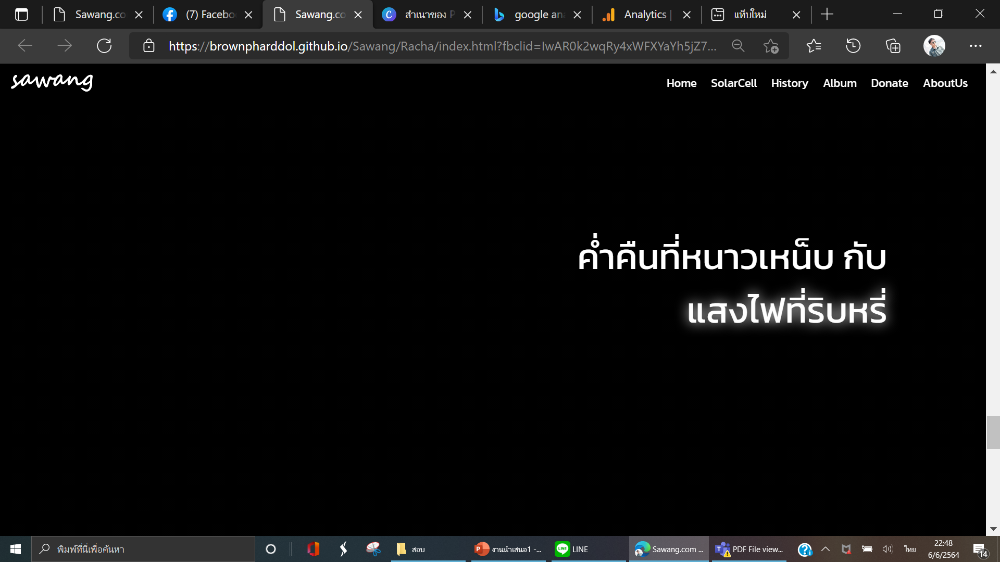 Sawang.co
(7) Facebo
Sawang.co
สำเนาของ P
google ana
Analytics |
แท็บใหม่
https://brownpharddol.github.io/Sawang/Racha/index.html?fbclid=IwAR0k2wqRy4xWFXYaYh5jZ7...
sawang
Home SolarCell History Album Donate AboutUs
ค่ำคืนที่หนาวเหน็บ กับ
แสงไฟที่ริบหรี่
พิมพ์ที่นี่เพื่อค้นหา
สอบ
งานนำเสนอ1 -...
LINE
Sawang.com ...
PDF File view...
ไทย
22:48
6/6/2564
14